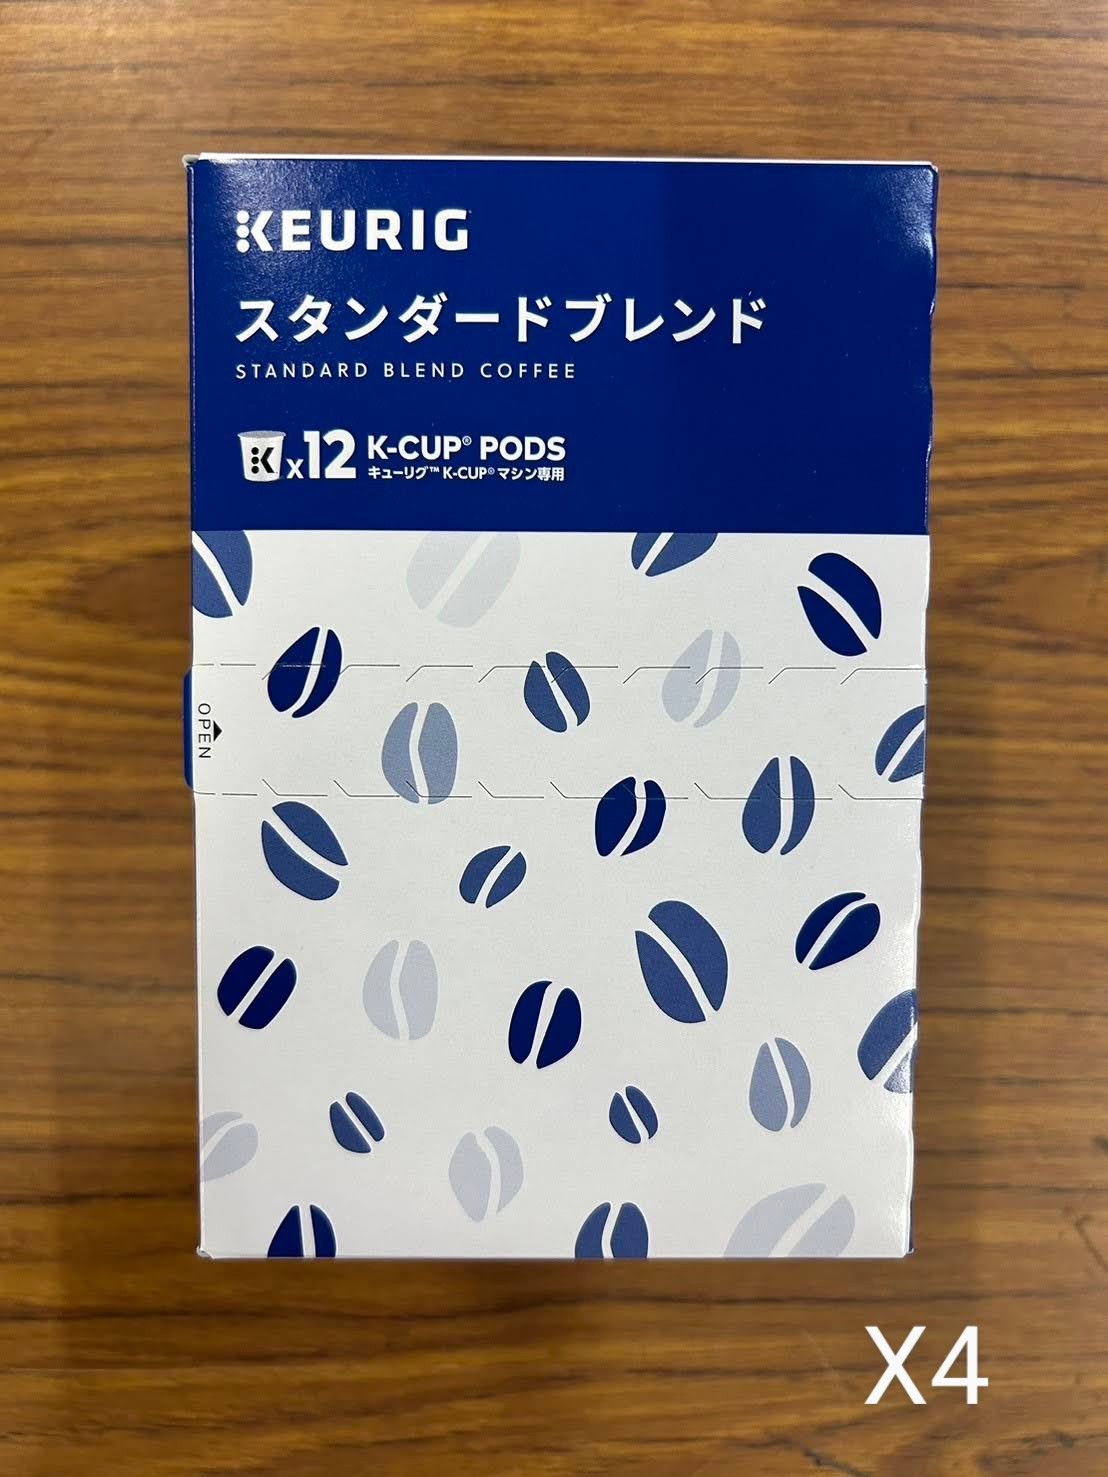 KEURIG
スタンダードブレンド
STANDARD BLEND COFFEE
x12 K-CUP® PODS
キューリグ™ K-CUP® マシン専用
OPEN
X4